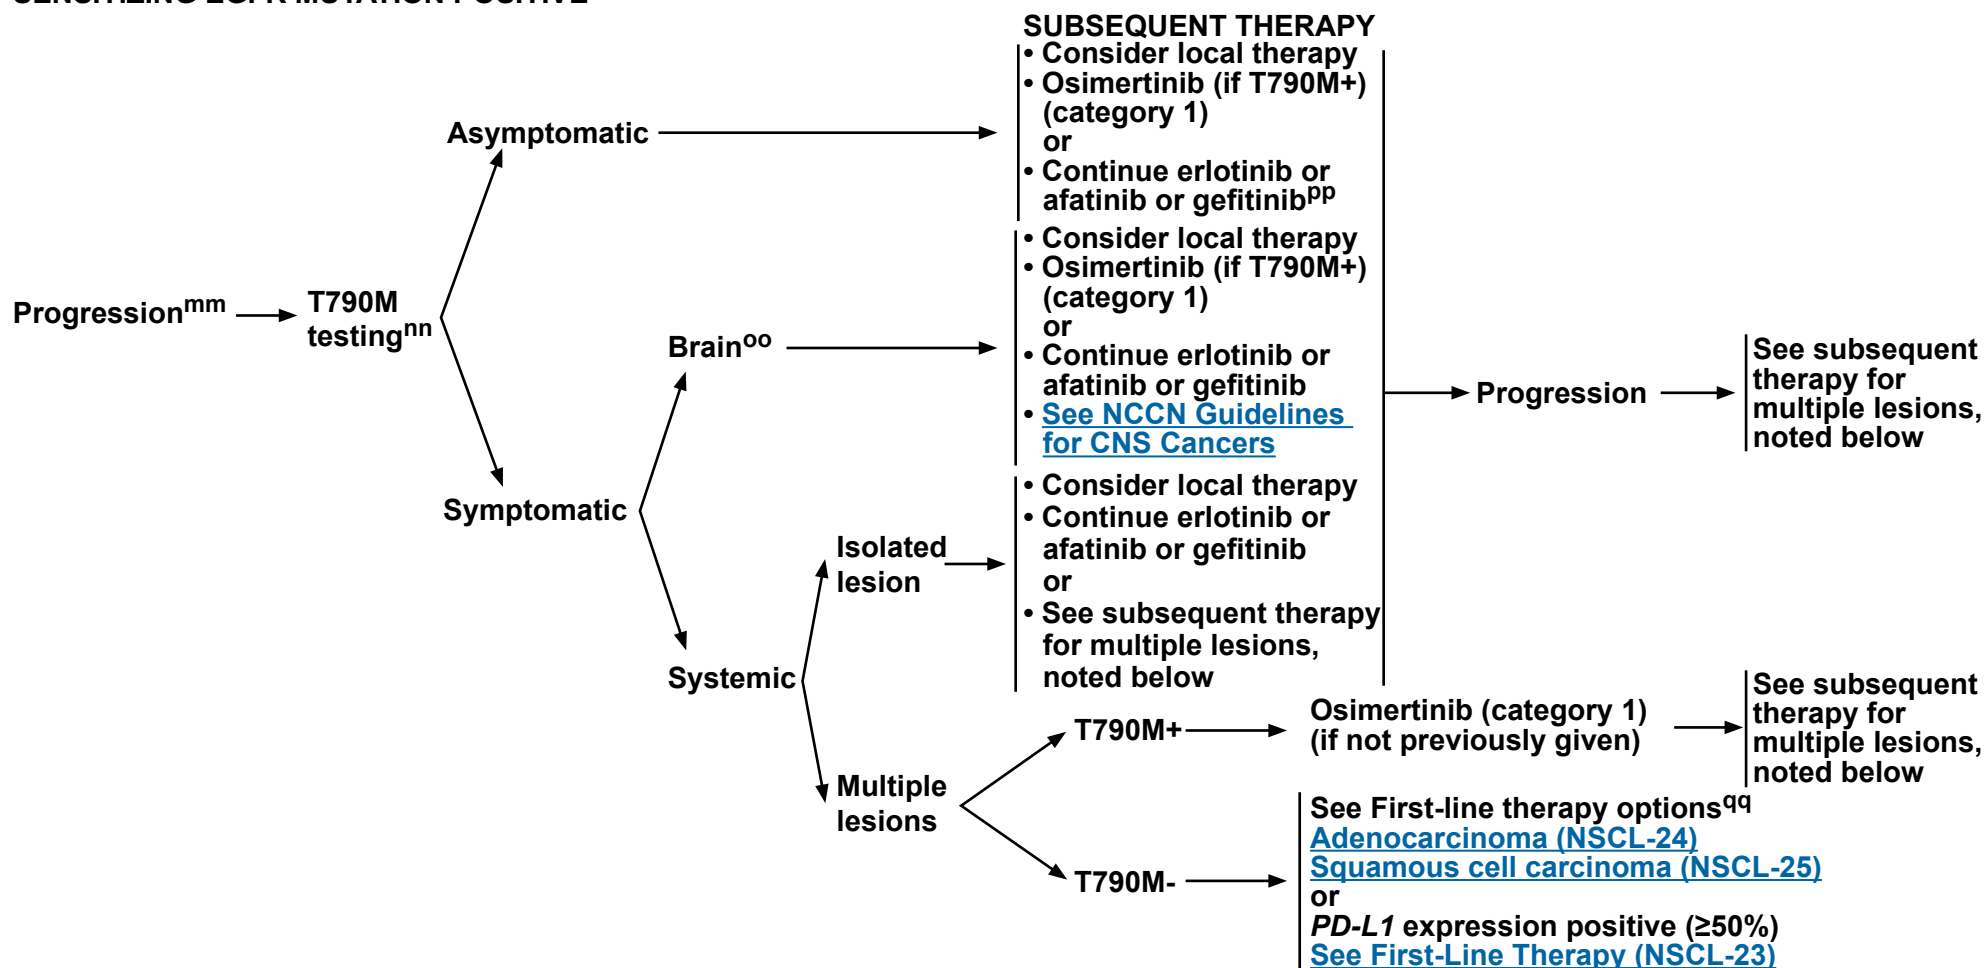 SUBSEQUENT THERAPY
• Consider local therapy
• Osimertinib (if T790M+)
(category 1)
or
• Continue erlotinib or
afatinib or gefitinibpp
Asymptomatic
• Consider local therapy
• Osimertinib (if T790M+)
(category 1)
or
• Continue erlotinib or
afatinib or gefitinib
• See NCCN Guidelines
for CNS Cancers
Progressionmm
T790M
testingnn
Brainoo
Symptomatic
• Consider local therapy
• Continue erlotinib or
afatinib or gefitinib
or
• See subsequent therapy
for multiple lesions,
noted below
Isolated
lesion
Systemic
Progression
See subsequent
therapy for
multiple lesions,
noted below
Multiple
lesions
T790M+
Osimertinib (category 1)
(if not previously given)
See subsequent
therapy for
multiple lesions,
noted below
T790M-
See First-line therapy optionsqq
Adenocarcinoma (NSCL-24)
Squamous cell carcinoma (NSCL-25)
or
PD-L1 expression positive (≥50%)
See First-Line Therapy (NSCL-23)